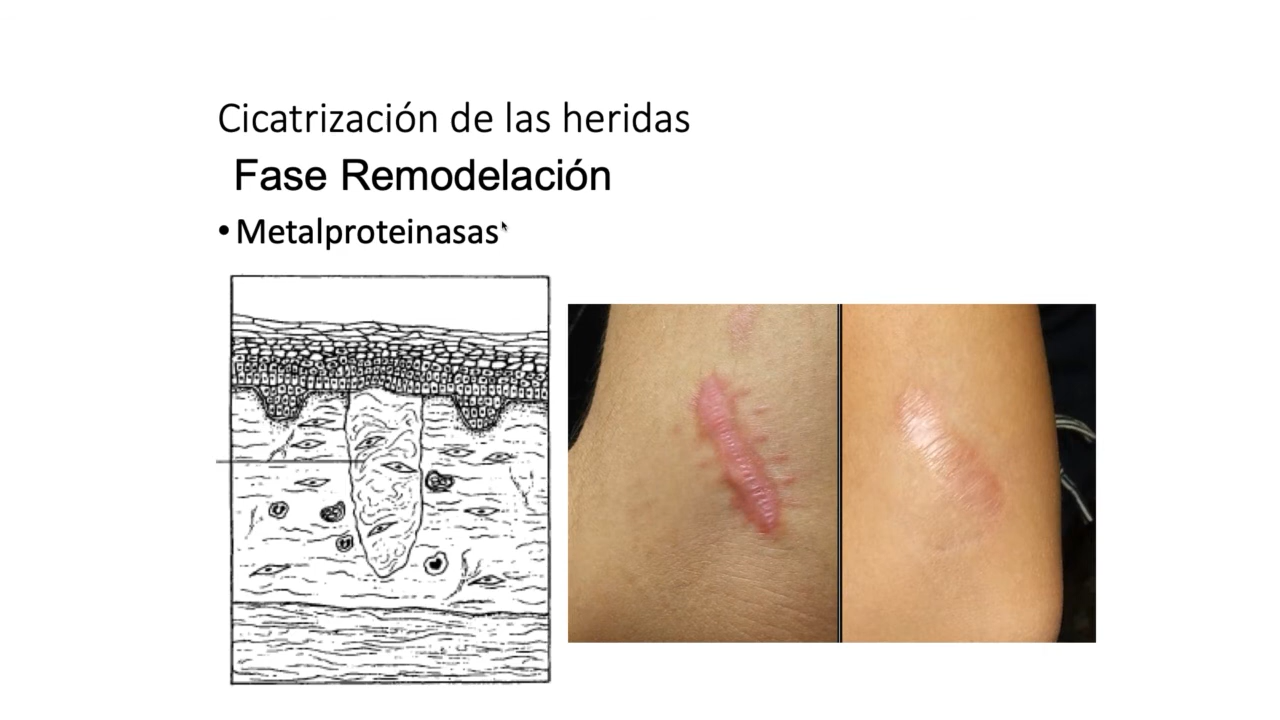 Cicatrización de las heridas
Fase Remodelación
• Metalproteinasas